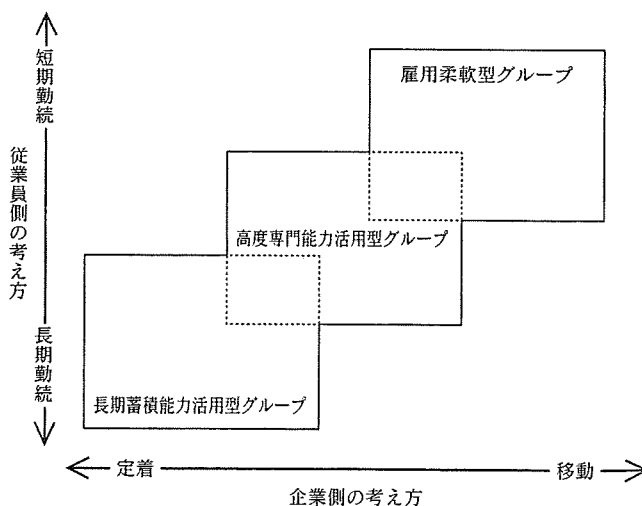 短期勤続
従業員側の考え方
長期勤続
雇用柔軟型グループ
高度専門能力活用型グループ
長期蓄積能力活用型グループ
定着
移動
企業側の考え方